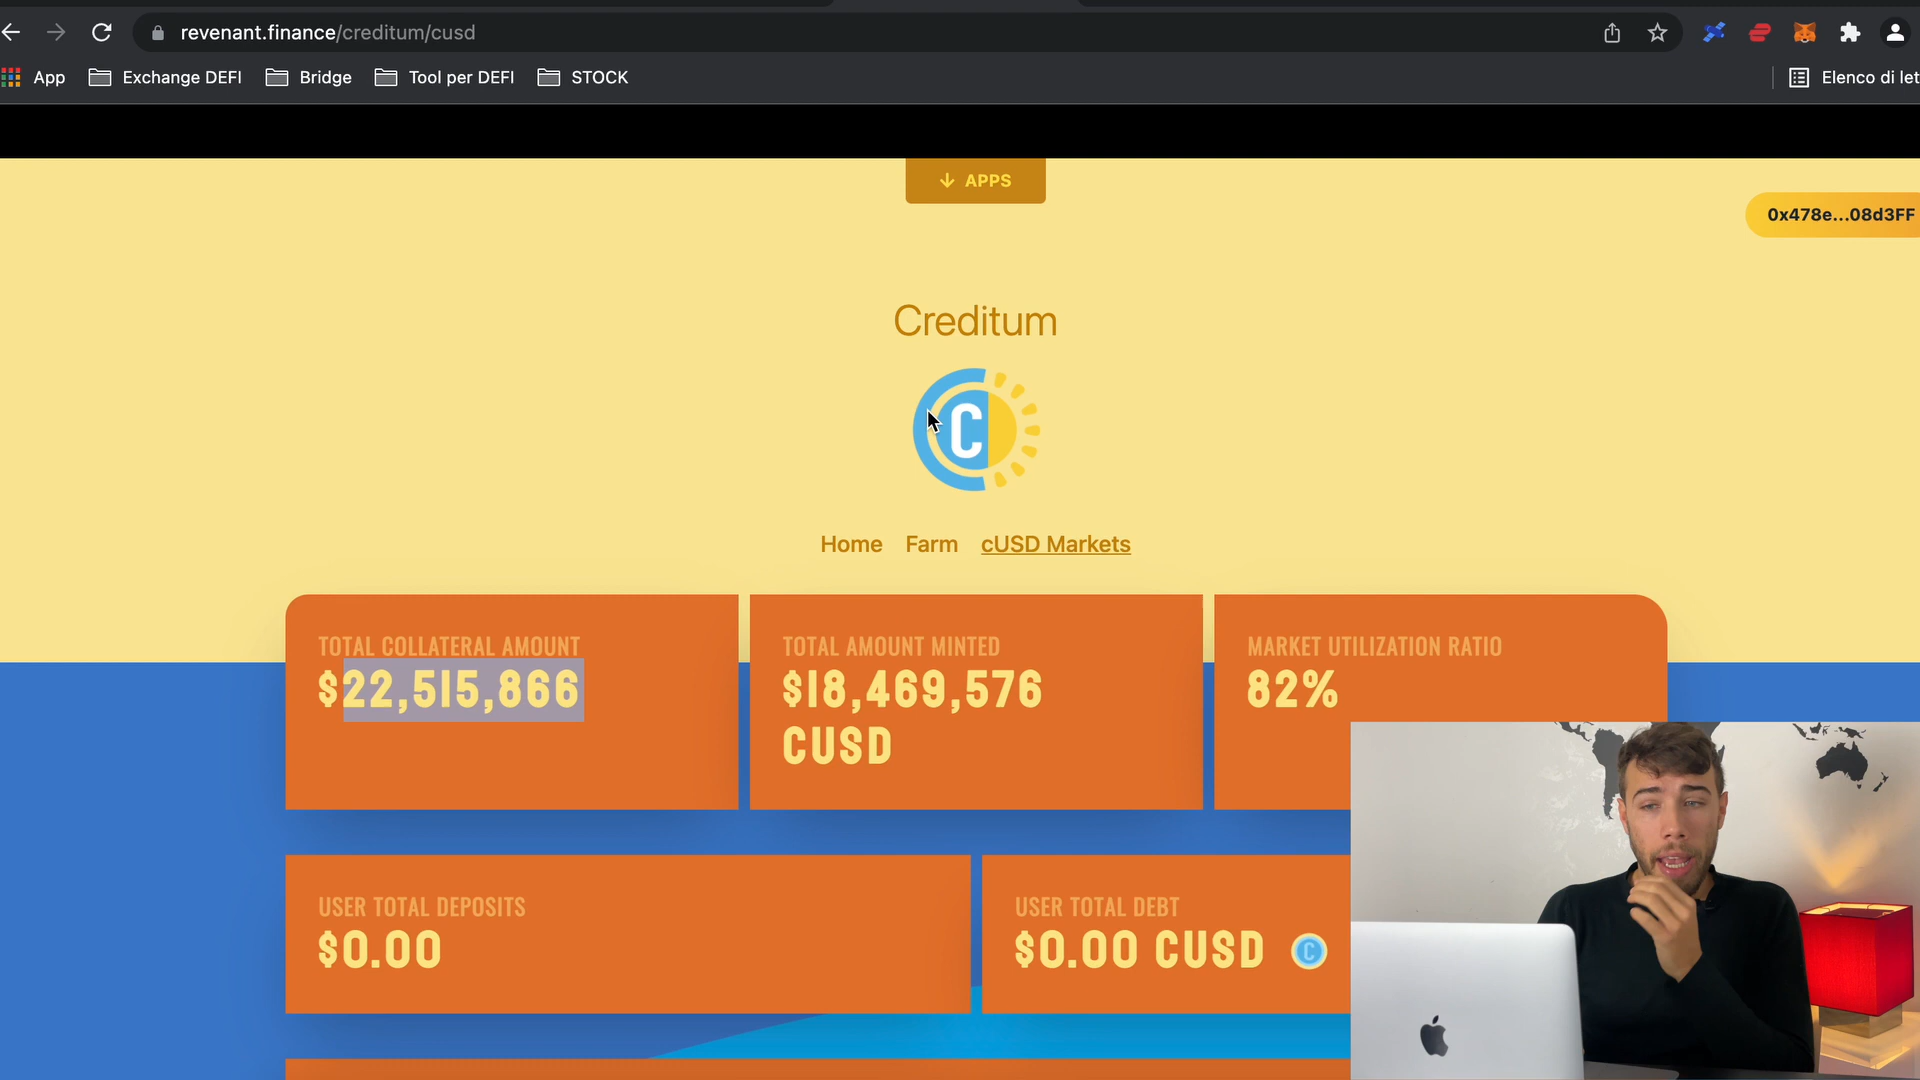 revenant.finance/creditum/cusd
App Exchange DEFI Bridge Tool per DEFI STOCK Elenco di let
↓ APPS
0x478e...08d3FF
Creditum
C
Home Farm cUSD Markets
TOTAL COLLATERAL AMOUNT
$22,515,866
TOTAL AMOUNT MINTED
$18,469,576
CUSD
MARKET UTILIZATION RATIO
82%
USER TOTAL DEPOSITS
$0.00
USER TOTAL DEBT
$0.00 CUSD C